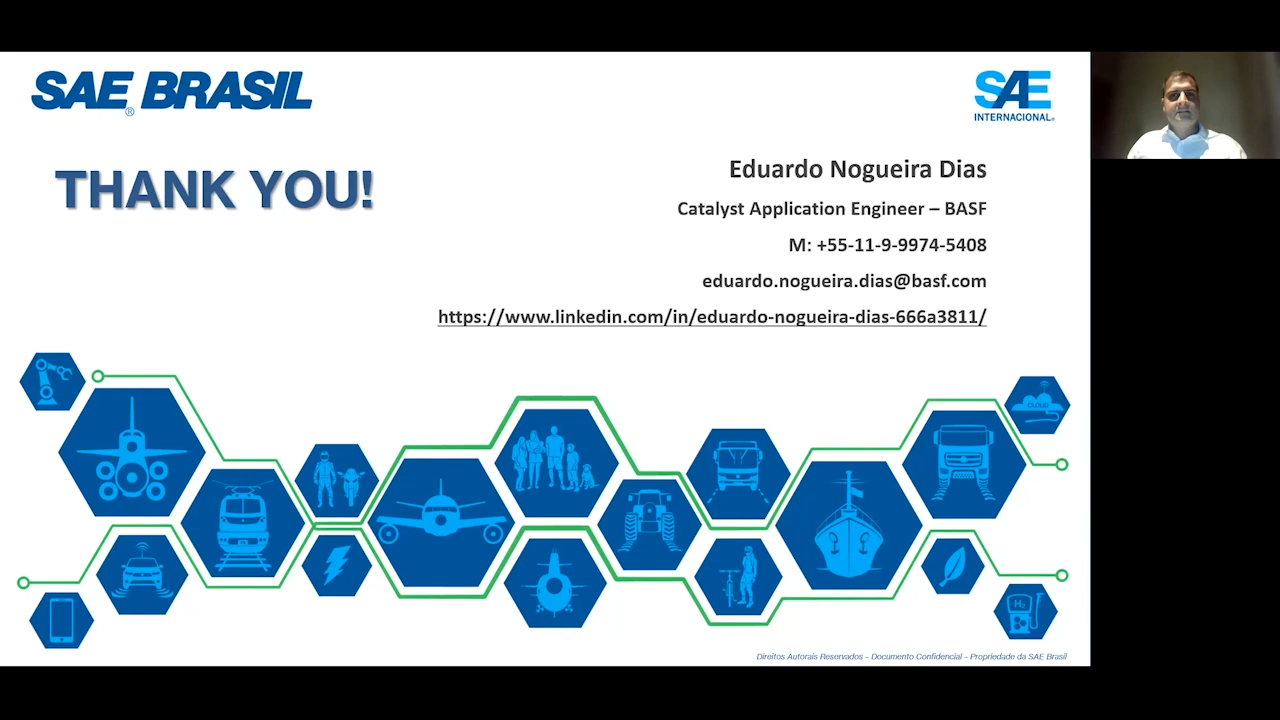 SAE BRASIL
®
SAE
INTERNACIONAL®
THANK YOU!
Eduardo Nogueira Dias
Catalyst Application Engineer – BASF
M: +55-11-9-9974-5408
eduardo.nogueira.dias@basf.com
https://www.linkedin.com/in/eduardo-nogueira-dias-666a3811/
CLOUD
H2
Direitos Autorais Reservados – Documento Confidencial – Propriedade da SAE Brasil